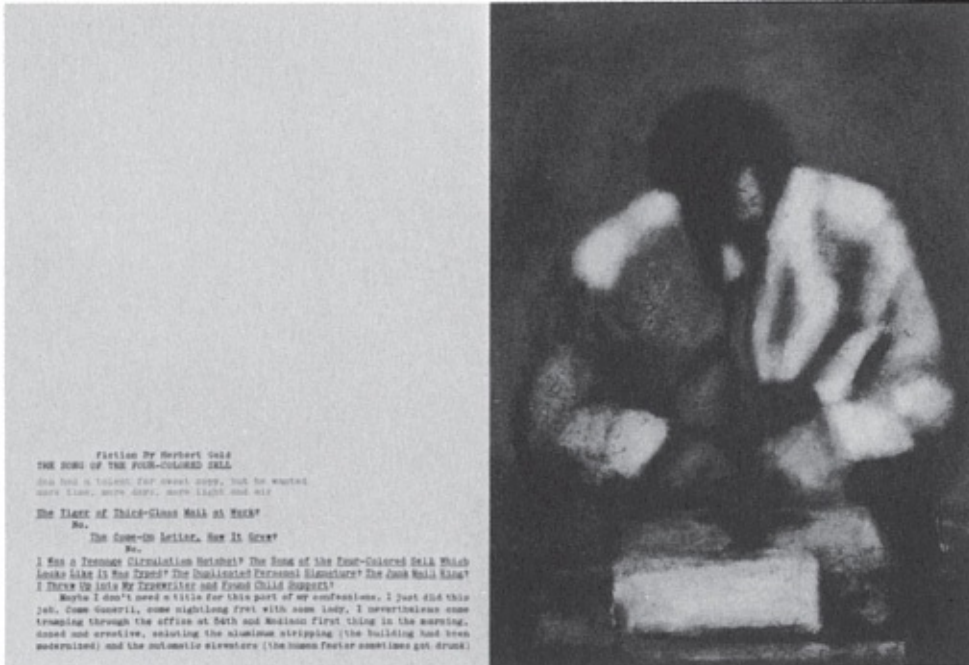 Fiction By Herbert Gold
THE SONG OF THE FOUR-COLORED SELL
dan had a talent for sweet copy, but he wanted
more time, more days, more light and air
The Tiger of Third-Class Mail at Work?
No.
The Come-On Letter, How It Grew?
No.
I Was a Teenage Circulation Hotshot? The Song of the Four-Colored Sell Which
Looks Like It Was Typed? The Duplicated Personal Signature? The Junk Mail King?
I Threw Up into My Typewriter and Found Child Support?
Maybe I don't need a title for this part of my confessions. I just did this
job. Come nightlong fret with some lady, I nevertheless came
tramping through the office at 54th and Madison first thing in the morning,
dazed and creative, saluting the aluminum stripping (the building had been
modernized) and the automatic elevators (the human factor sometimes got drunk)